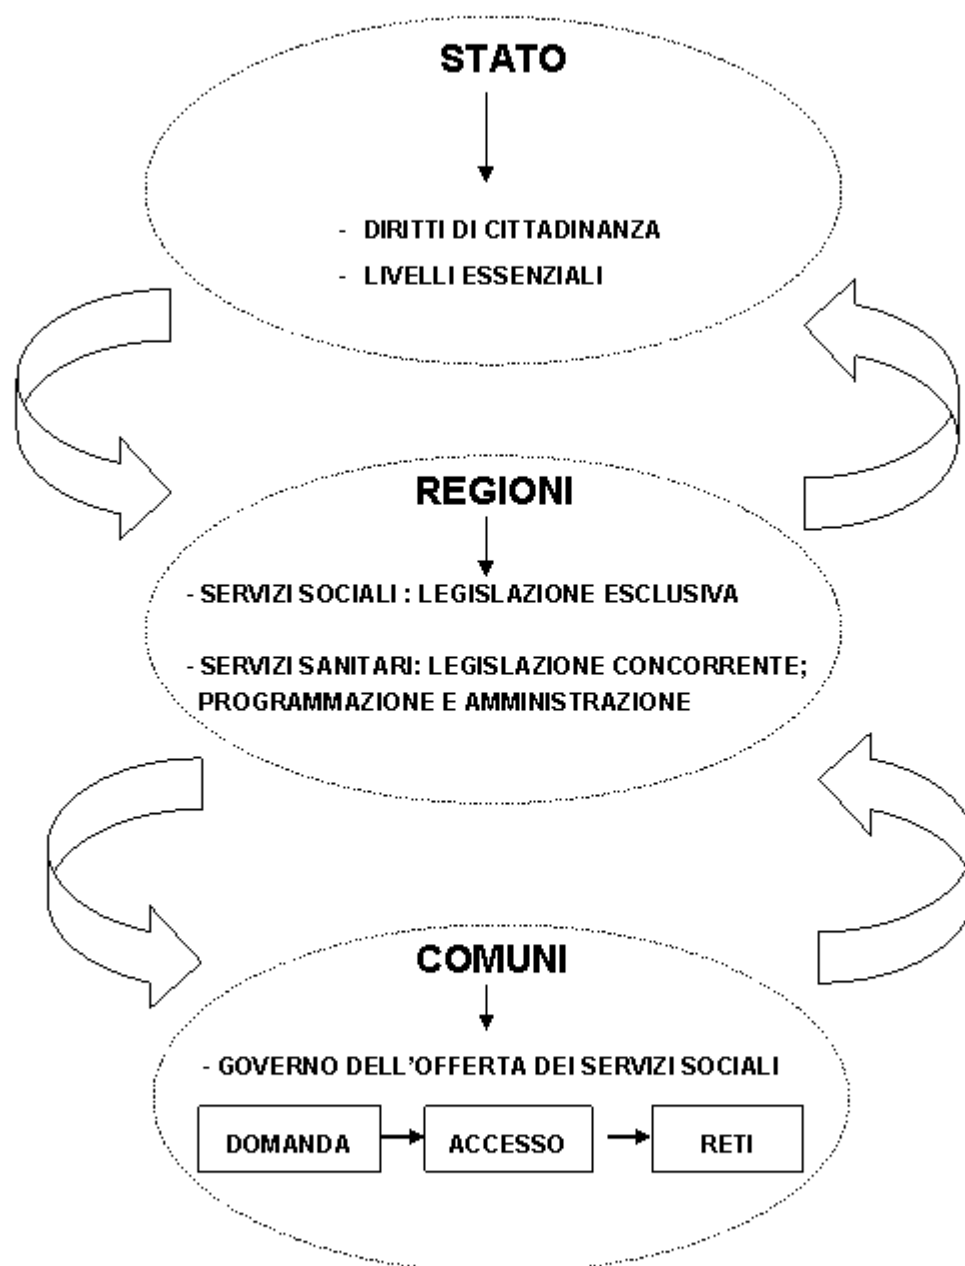 STATO
- DIRITTI DI CITTADINANZA
- LIVELLI ESSENZIALI
REGIONI
- SERVIZI SOCIALI : LEGISLAZIONE ESCLUSIVA
- SERVIZI SANITARI: LEGISLAZIONE CONCORRENTE;
PROGRAMMAZIONE E AMMINISTRAZIONE
COMUNI
- GOVERNO DELL'OFFERTA DEI SERVIZI SOCIALI
DOMANDA
ACCESSO
RETI